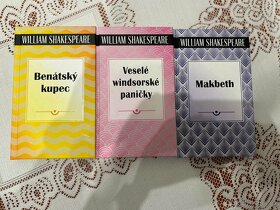 WILLIAM SHAKESPEARE
Benátský
kupec
WILLIAM SHAKESPEARE
Veselé
windsorské
paničky
WILLIAM SHAKESPEARE
Makbeth